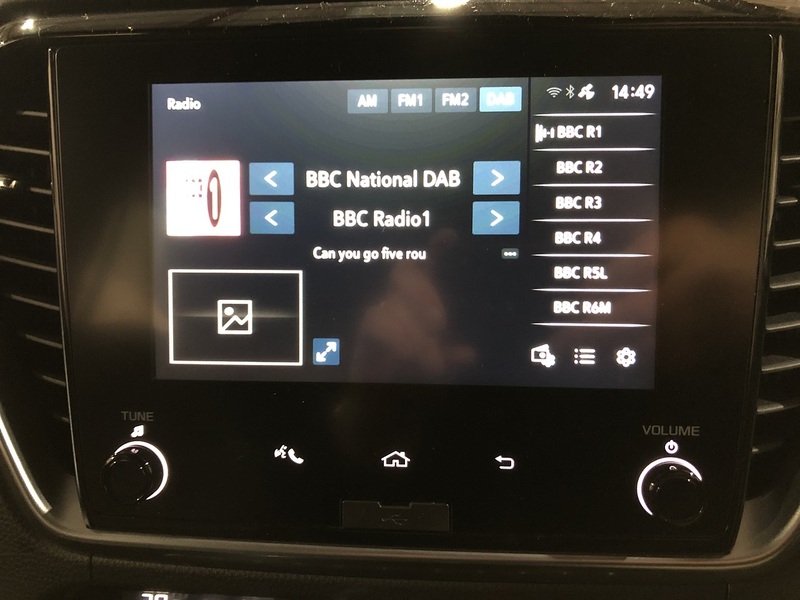 Radio
AM FM1 FM2 DAB
14:49
BBC National DAB
BBC Radio1
Can you go five rou
1
BBC R1
BBC R2
BBC R3
BBC R4
BBC R5L
BBC R6M
TUNE
VOLUME